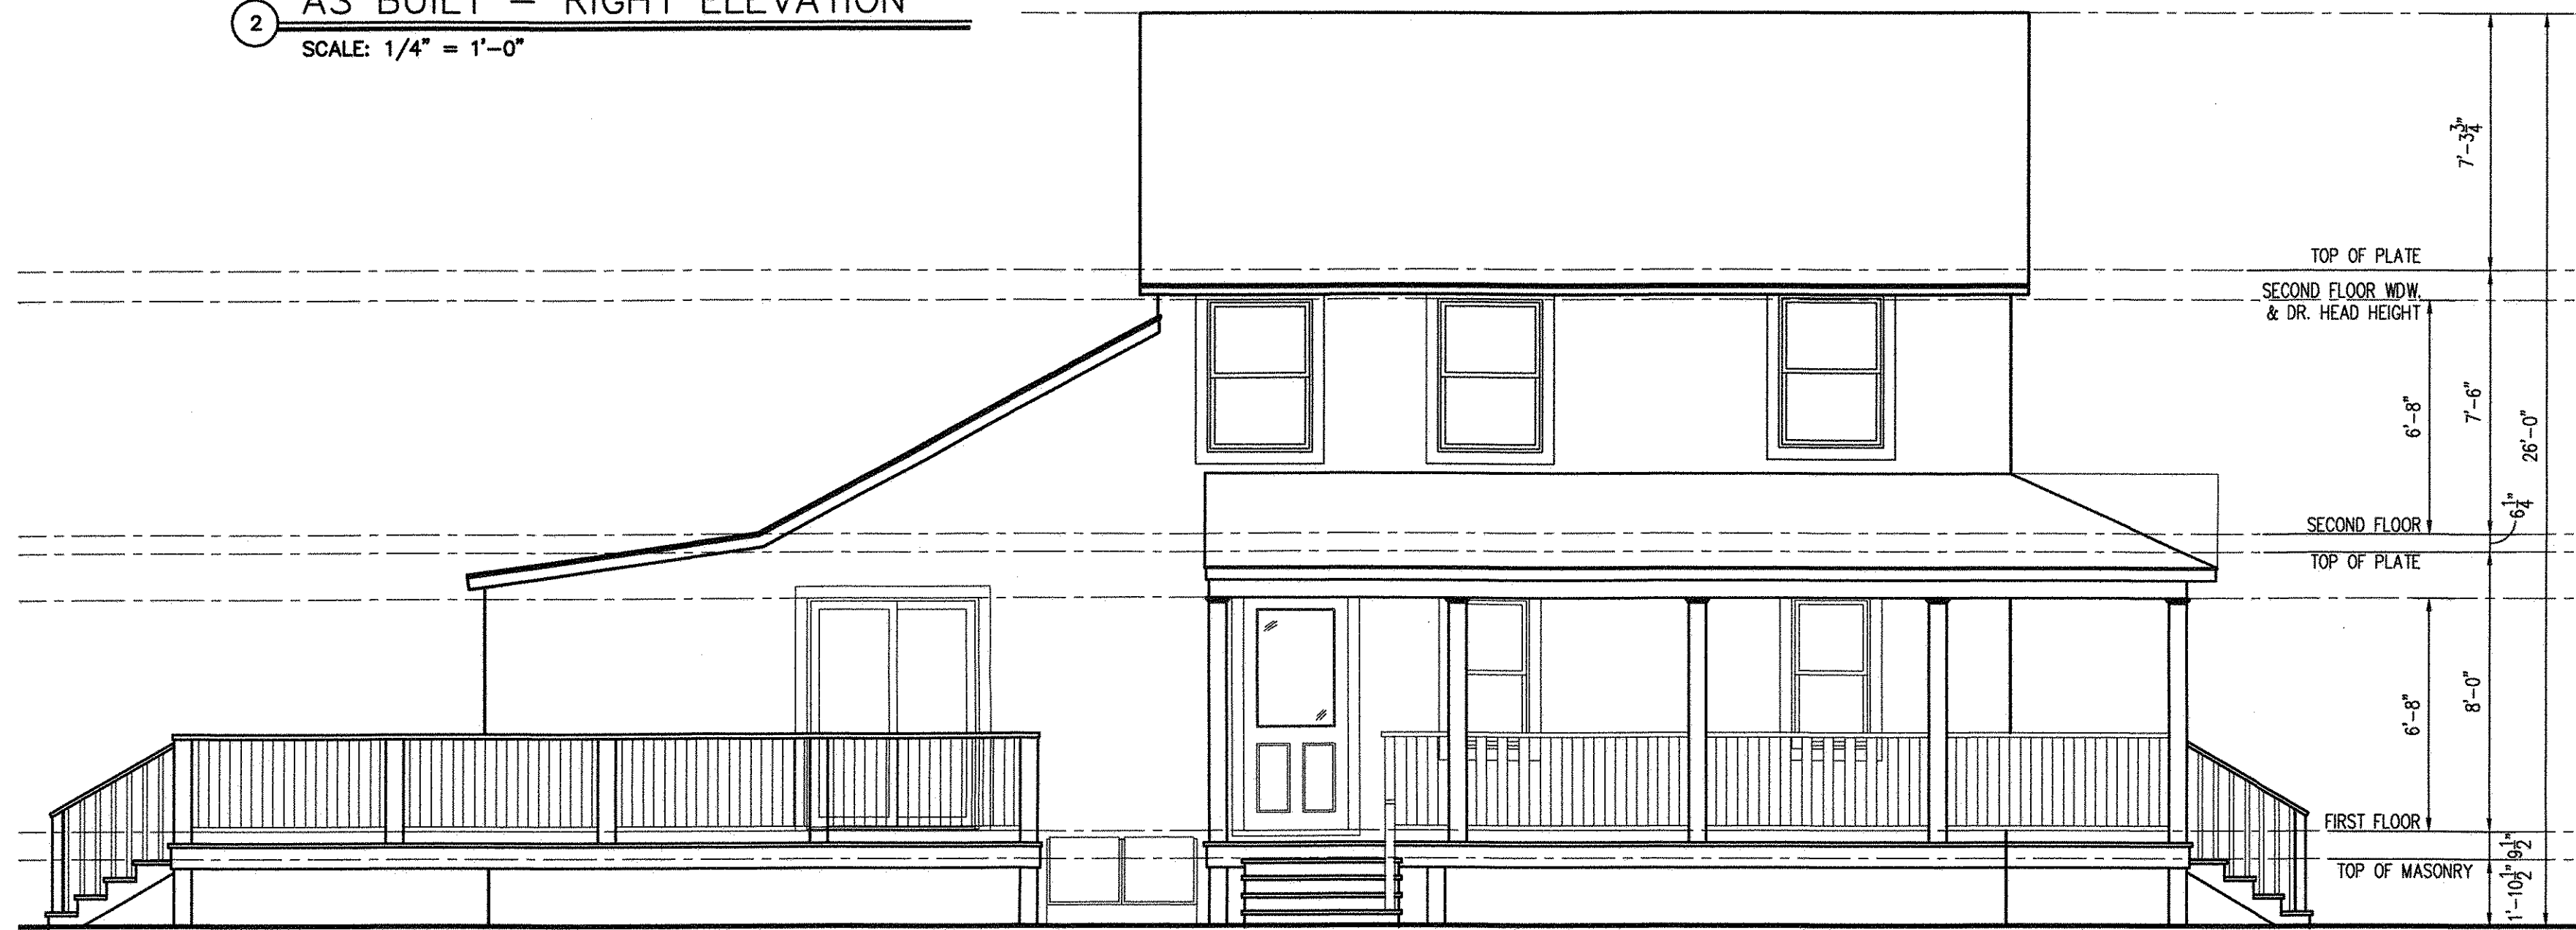 AS BUILT – RIGHT ELEVATION
2
SCALE: 1/4" = 1'-0"
7'-3 3/4"
TOP OF PLATE
SECOND FLOOR WDW.
& DR. HEAD HEIGHT
6'-8"
7'-6"
26'-0"
6 1/4"
SECOND FLOOR
TOP OF PLATE
6'-8"
8'-0"
FIRST FLOOR
9 1/2"
TOP OF MASONRY
1'-10 1/2"